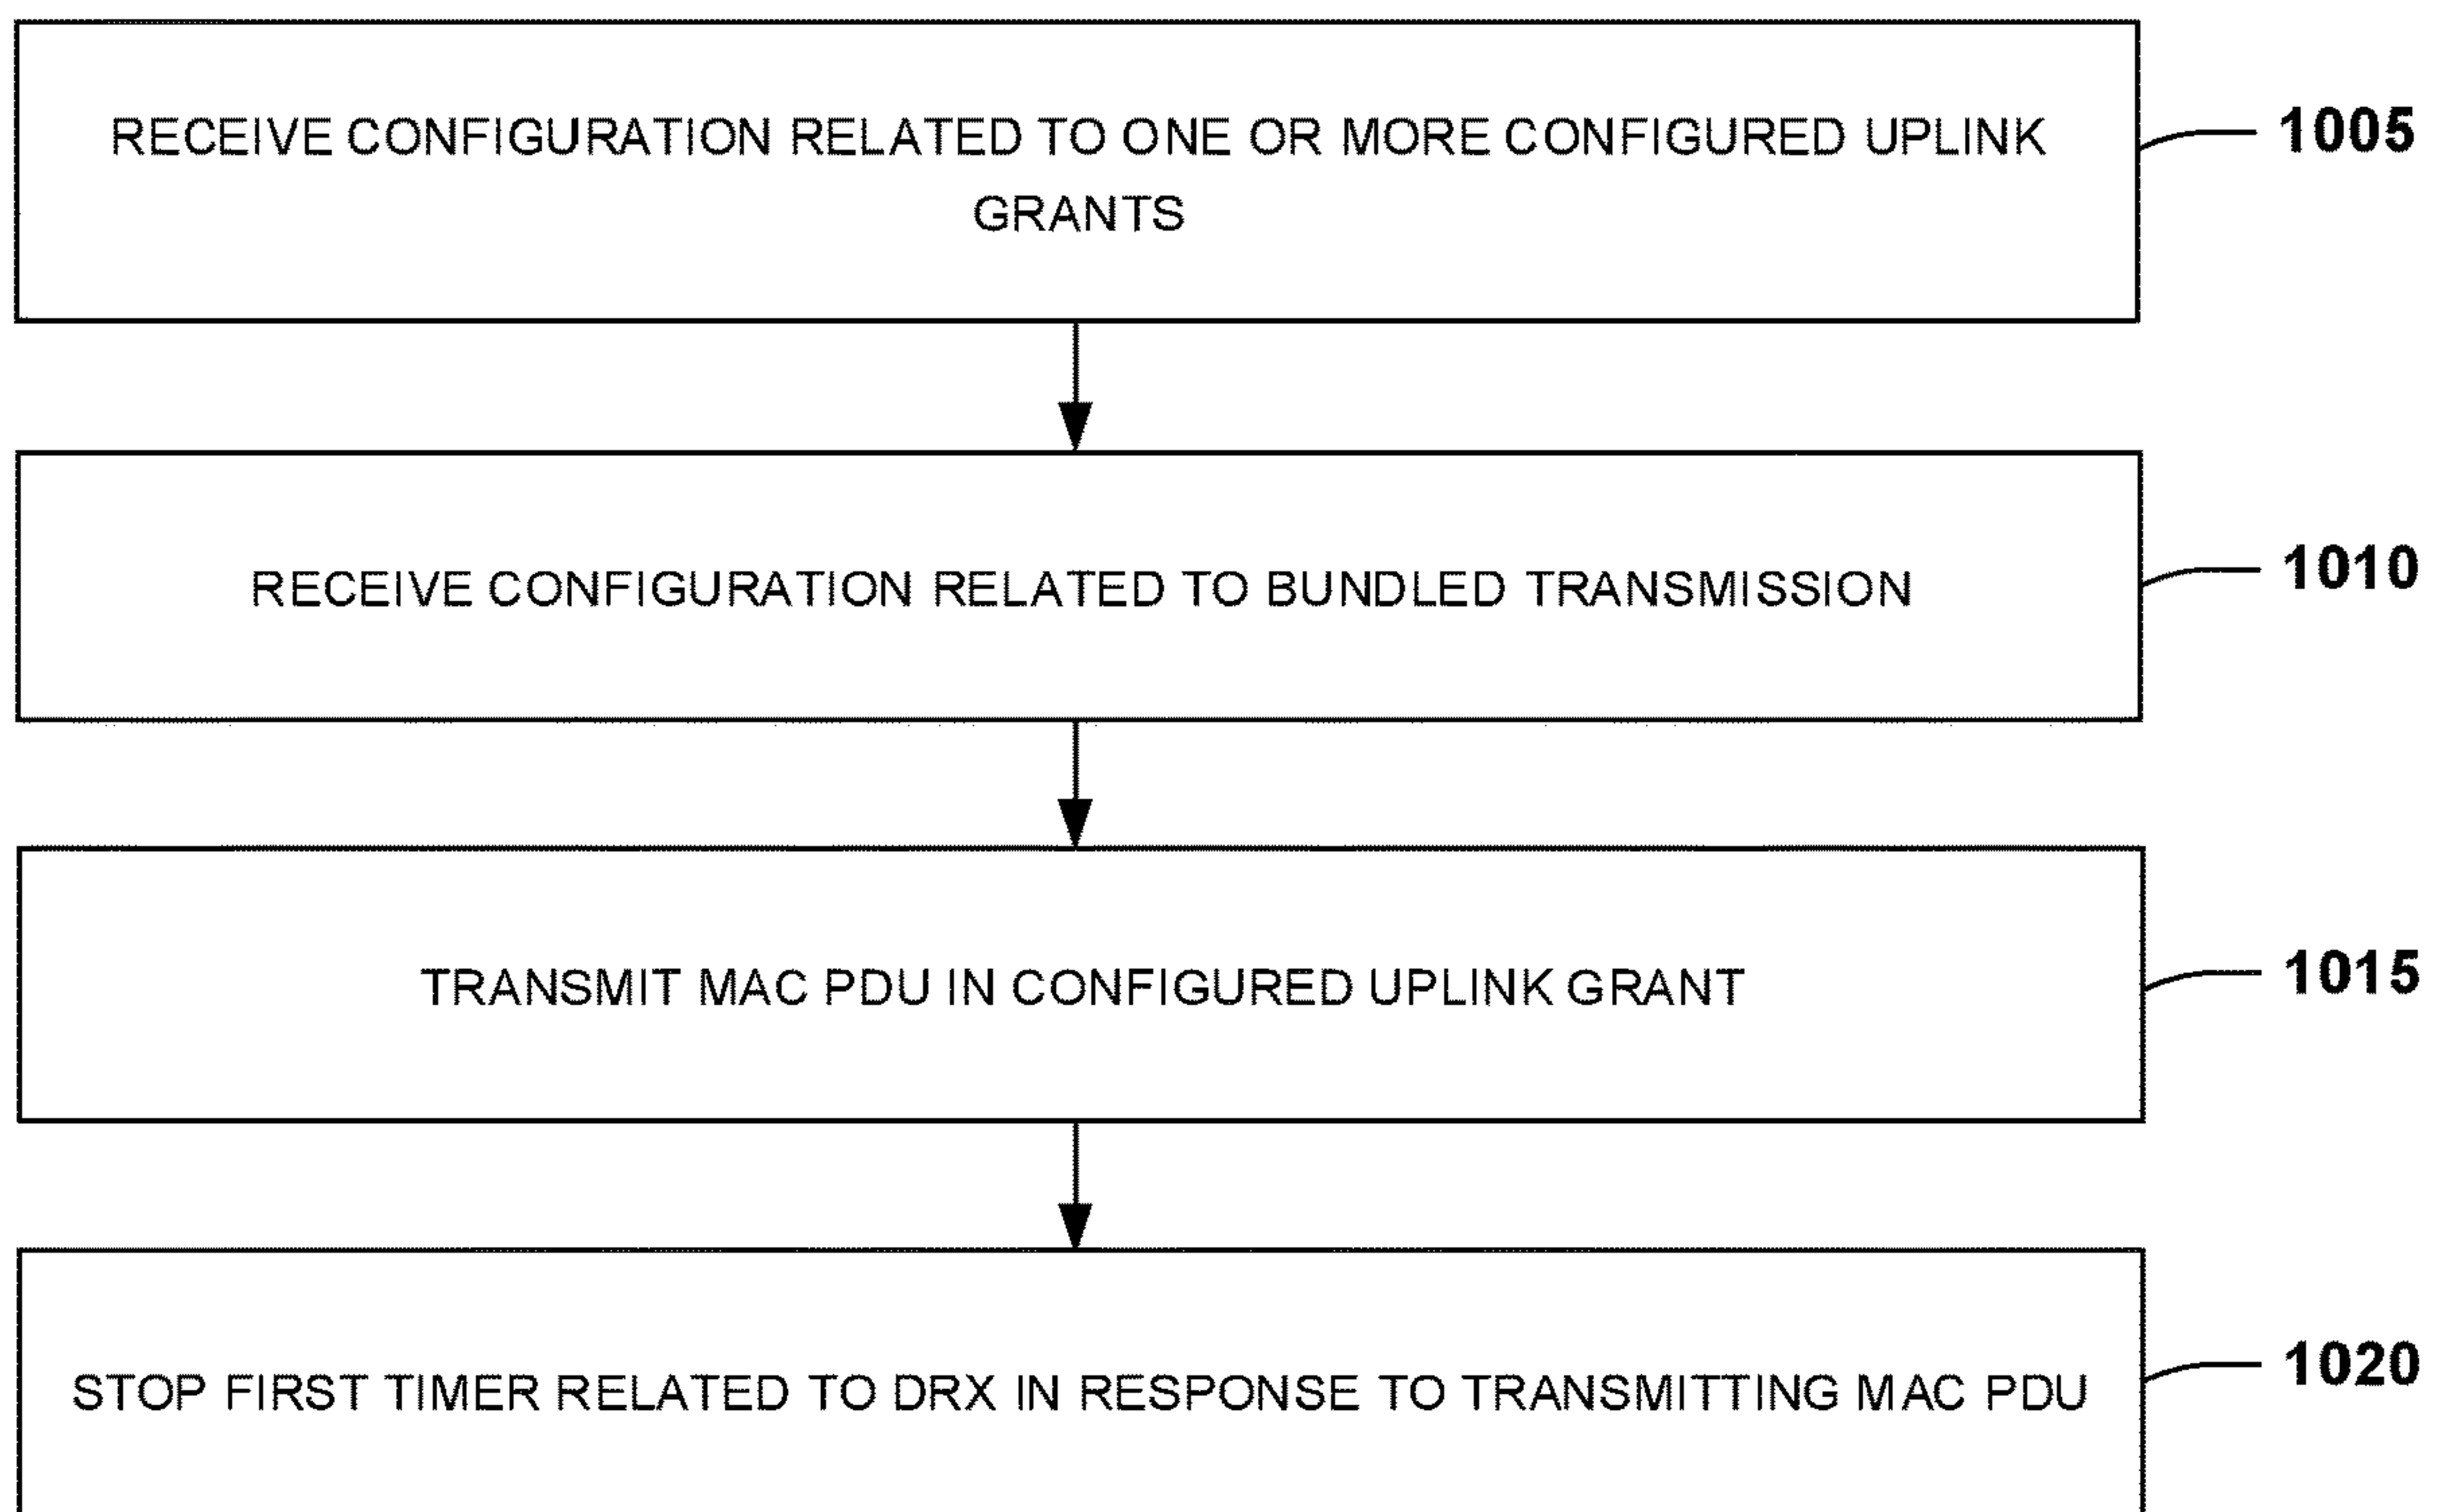 RECEIVE CONFIGURATION RELATED TO ONE OR MORE CONFIGURED UPLINK
GRANTS
1005
RECEIVE CONFIGURATION RELATED TO BUNDLED TRANSMISSION
1010
TRANSMIT MAC PDU IN CONFIGURED UPLINK GRANT
1015
STOP FIRST TIMER RELATED TO DRX IN RESPONSE TO TRANSMITTING MAC PDU
1020